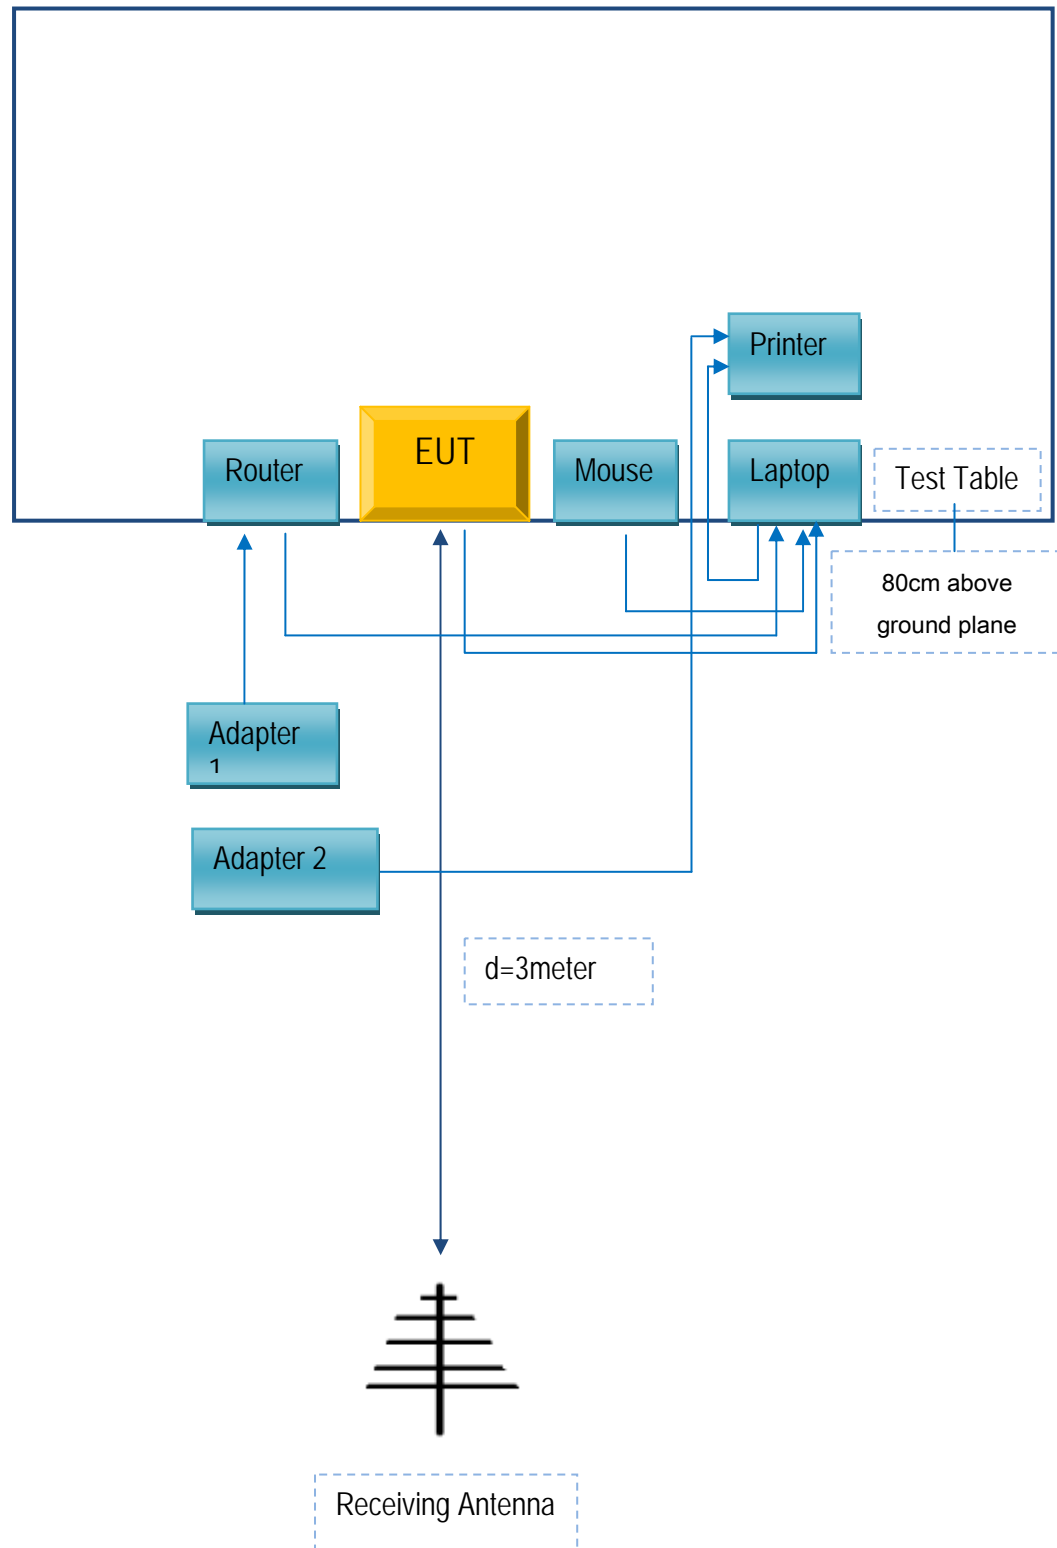 Printer
Router
EUT
Mouse
Laptop
Test Table
80cm above
ground plane
Adapter
1
Adapter 2
d=3meter
Receiving Antenna